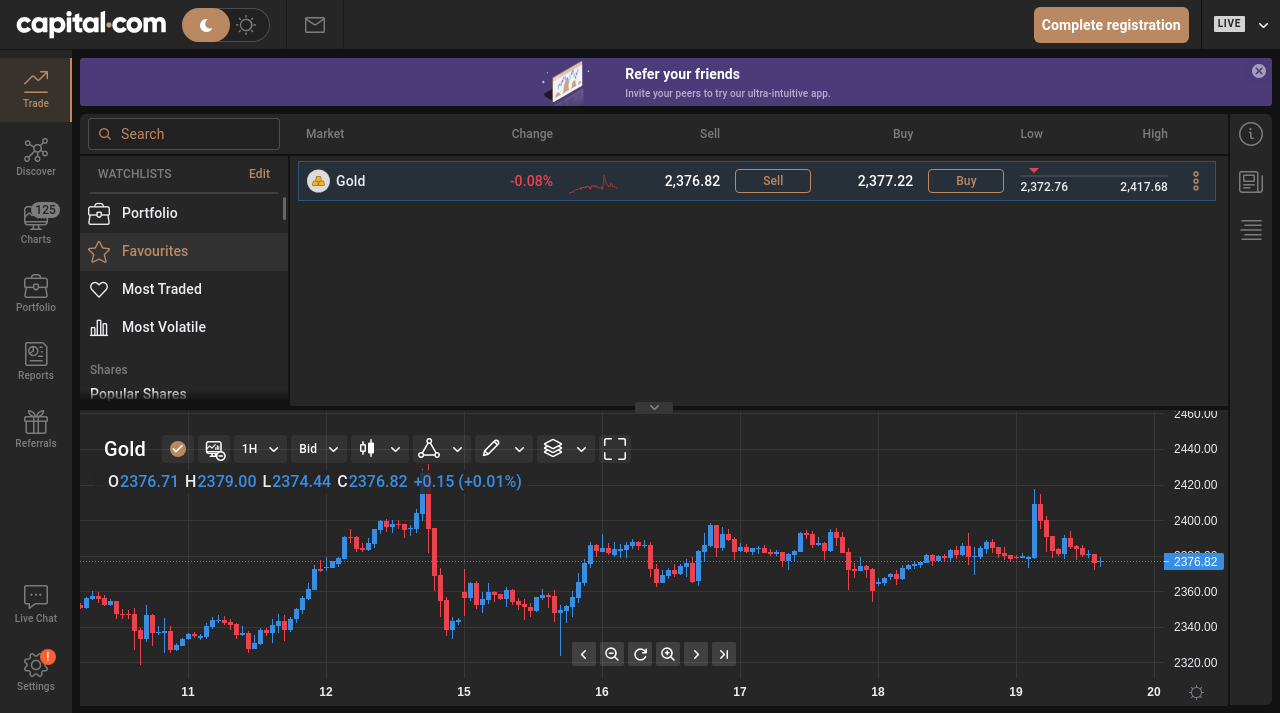 capital.com
Complete registration
LIVE
Trade
Discover
125
Charts
Portfolio
Reports
Referrals
Live Chat
!
Settings
Refer your friends
Invite your peers to try our ultra-intuitive app.
Search
Market Change Sell Buy Low High
WATCHLISTS Edit
Portfolio
Favourites
Most Traded
Most Volatile
Shares
Popular Shares
Gold -0.08% 2,376.82 Sell 2,377.22 Buy 2,372.76 2,417.68
Gold 1H Bid
O2376.71 H2379.00 L2374.44 C2376.82 +0.15 (+0.01%)
2460.00
2440.00
2420.00
2400.00
2376.82
2360.00
2340.00
2320.00
11 12 15 16 17 18 19 20